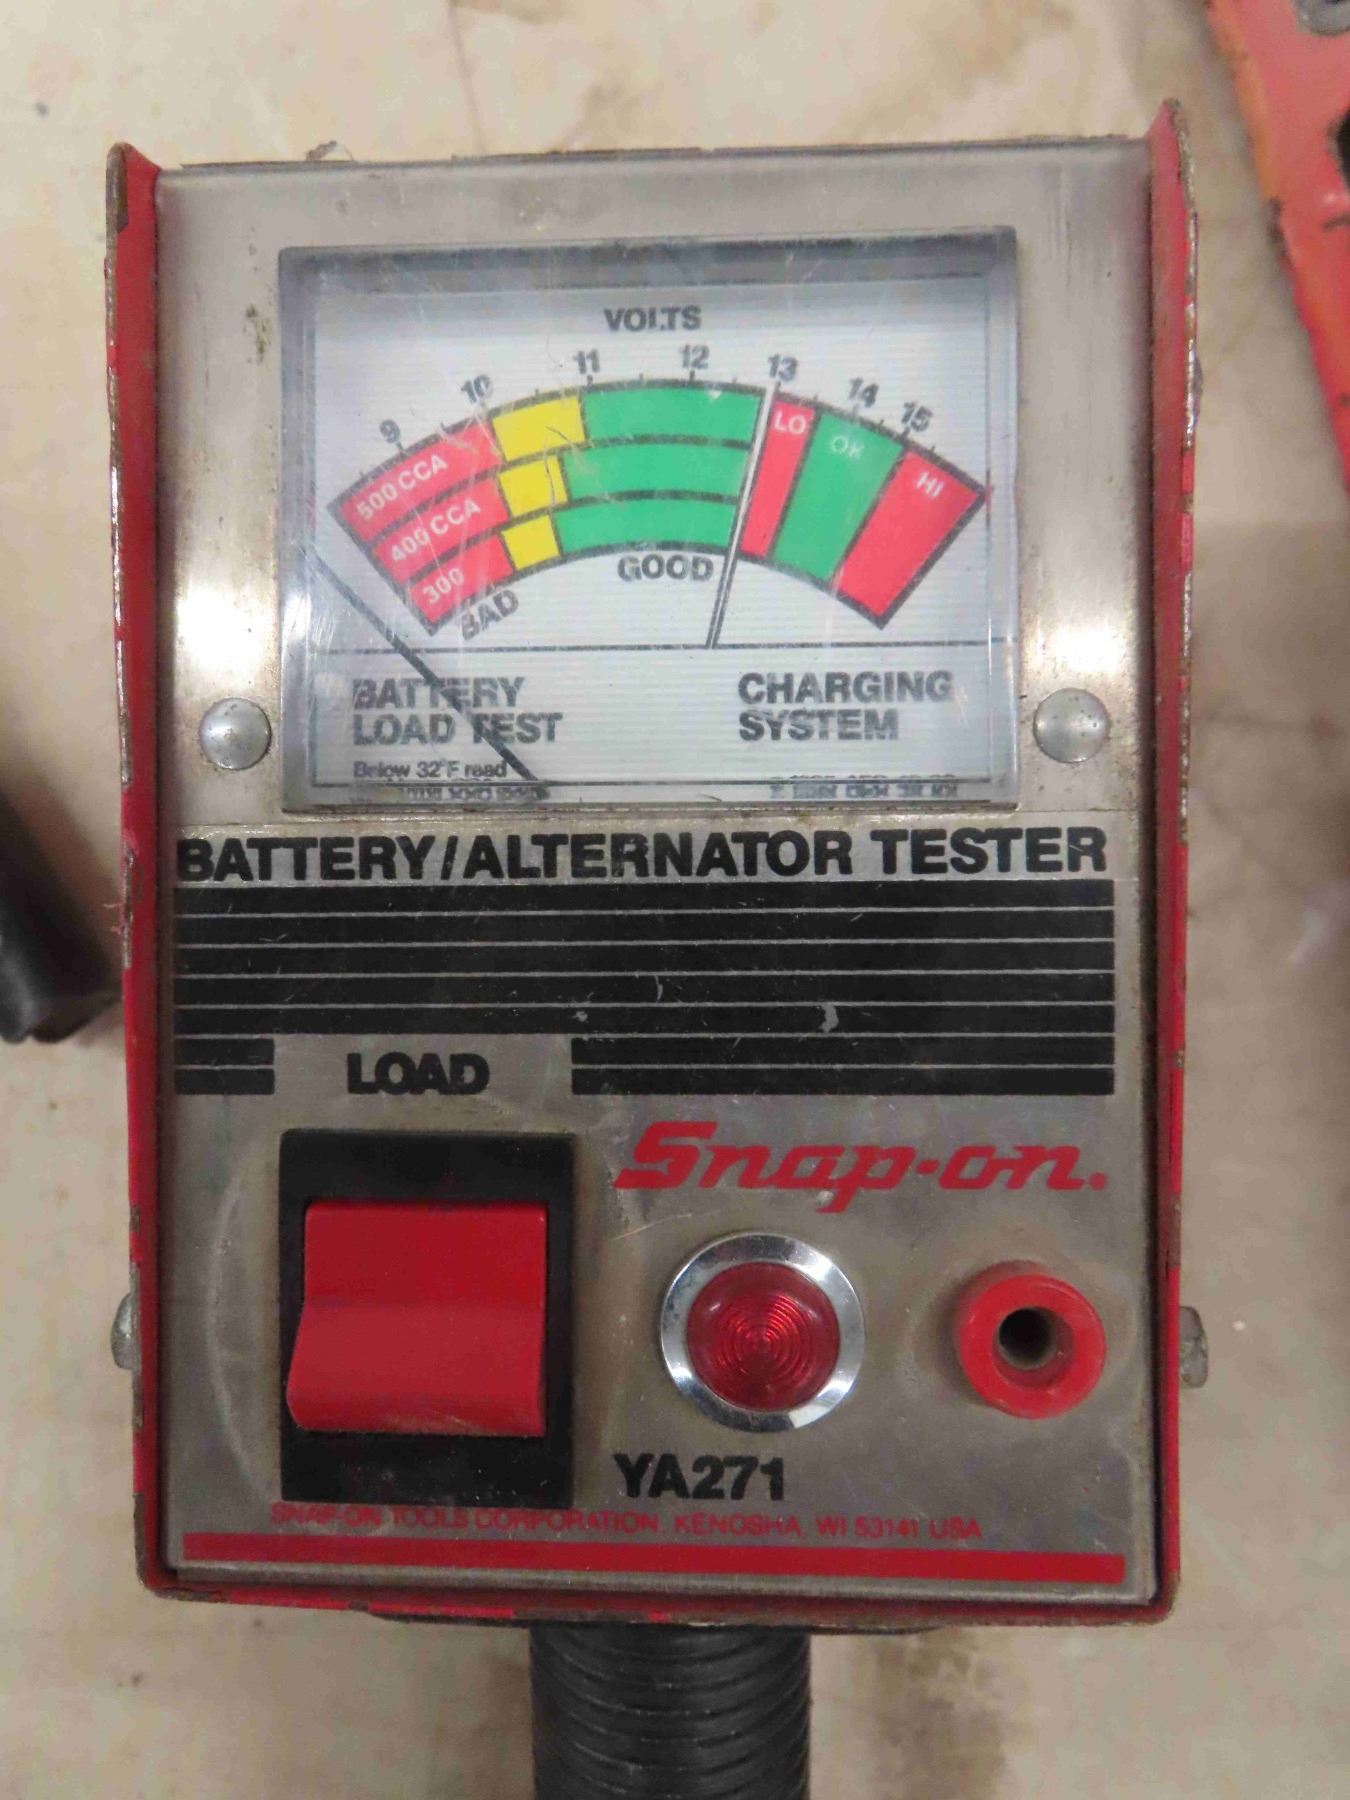 VOLTS
9 10 11 12 13 14 15
500 CCA
400 CCA
300
LO
OK
HI
BAD
GOOD
BATTERY
LOAD TEST
Below 32°F read
CHARGING
SYSTEM
BATTERY/ALTERNATOR TESTER
LOAD
Snap-on.
YA271
SNAP-ON TOOLS CORPORATION, KENOSHA, WI 53141 USA